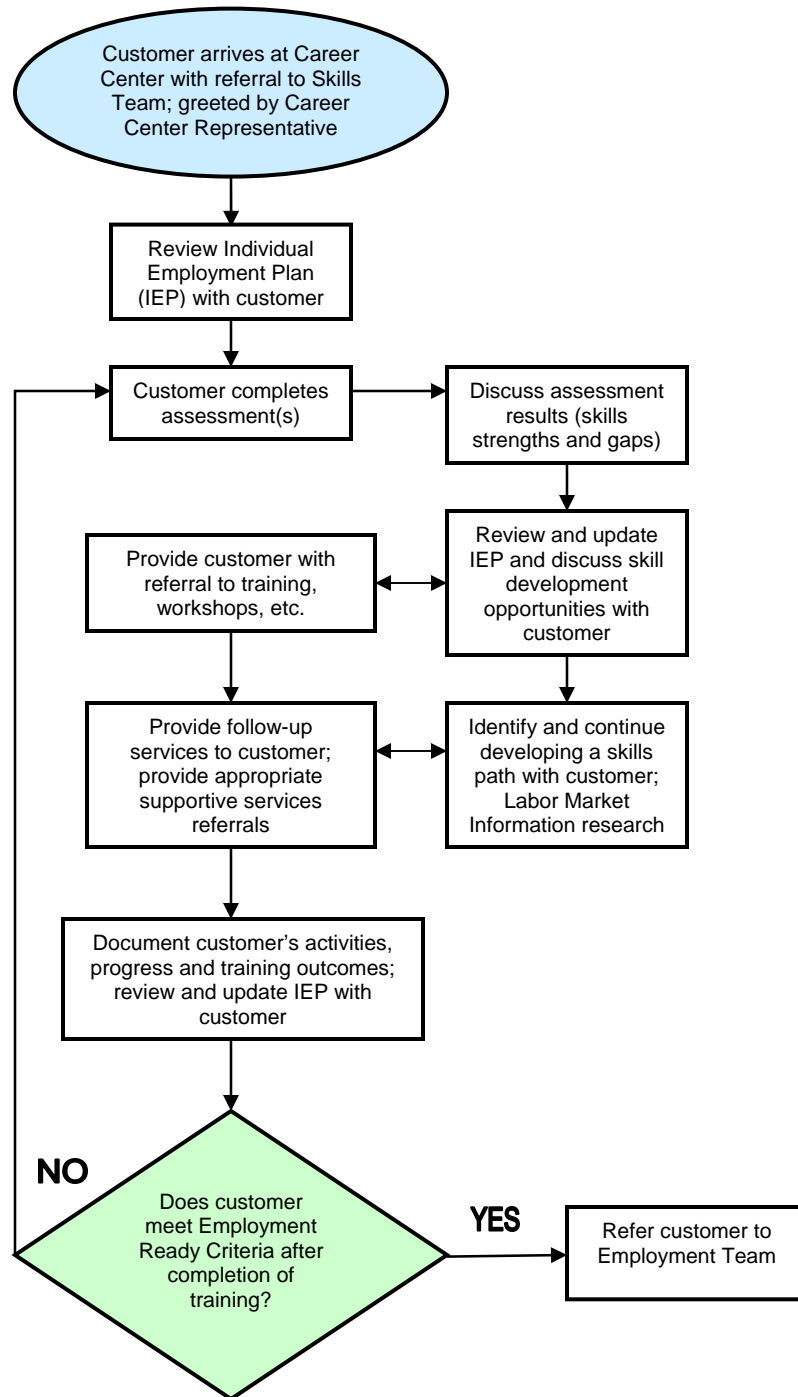 Customer arrives at Career
Center with referral to Skills
Team; greeted by Career
Center Representative
Review Individual
Employment Plan
(IEP) with customer
Customer completes
assessment(s)
Discuss assessment
results (skills
strengths and gaps)
Provide customer with
referral to training,
workshops, etc.
Review and update
IEP and discuss skill
development
opportunities with
customer
Provide follow-up
services to customer;
provide appropriate
supportive services
referrals
Identify and continue
developing a skills
path with customer;
Labor Market
Information research
Document customer’s activities,
progress and training outcomes;
review and update IEP with
customer
NO
Does customer
meet Employment
Ready Criteria after
completion of
training?
YES
Refer customer to
Employment Team